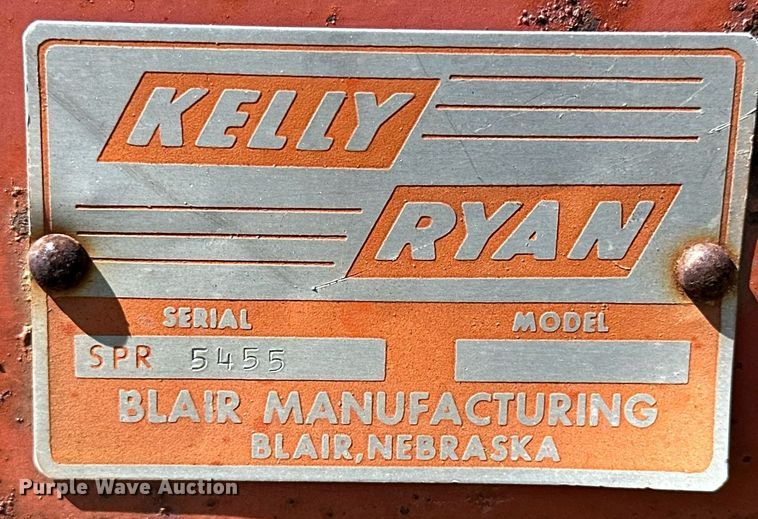 KELLY
RYAN
SERIAL MODEL
SPR 5455
BLAIR MANUFACTURING
BLAIR, NEBRASKA
Purple Wave Auction